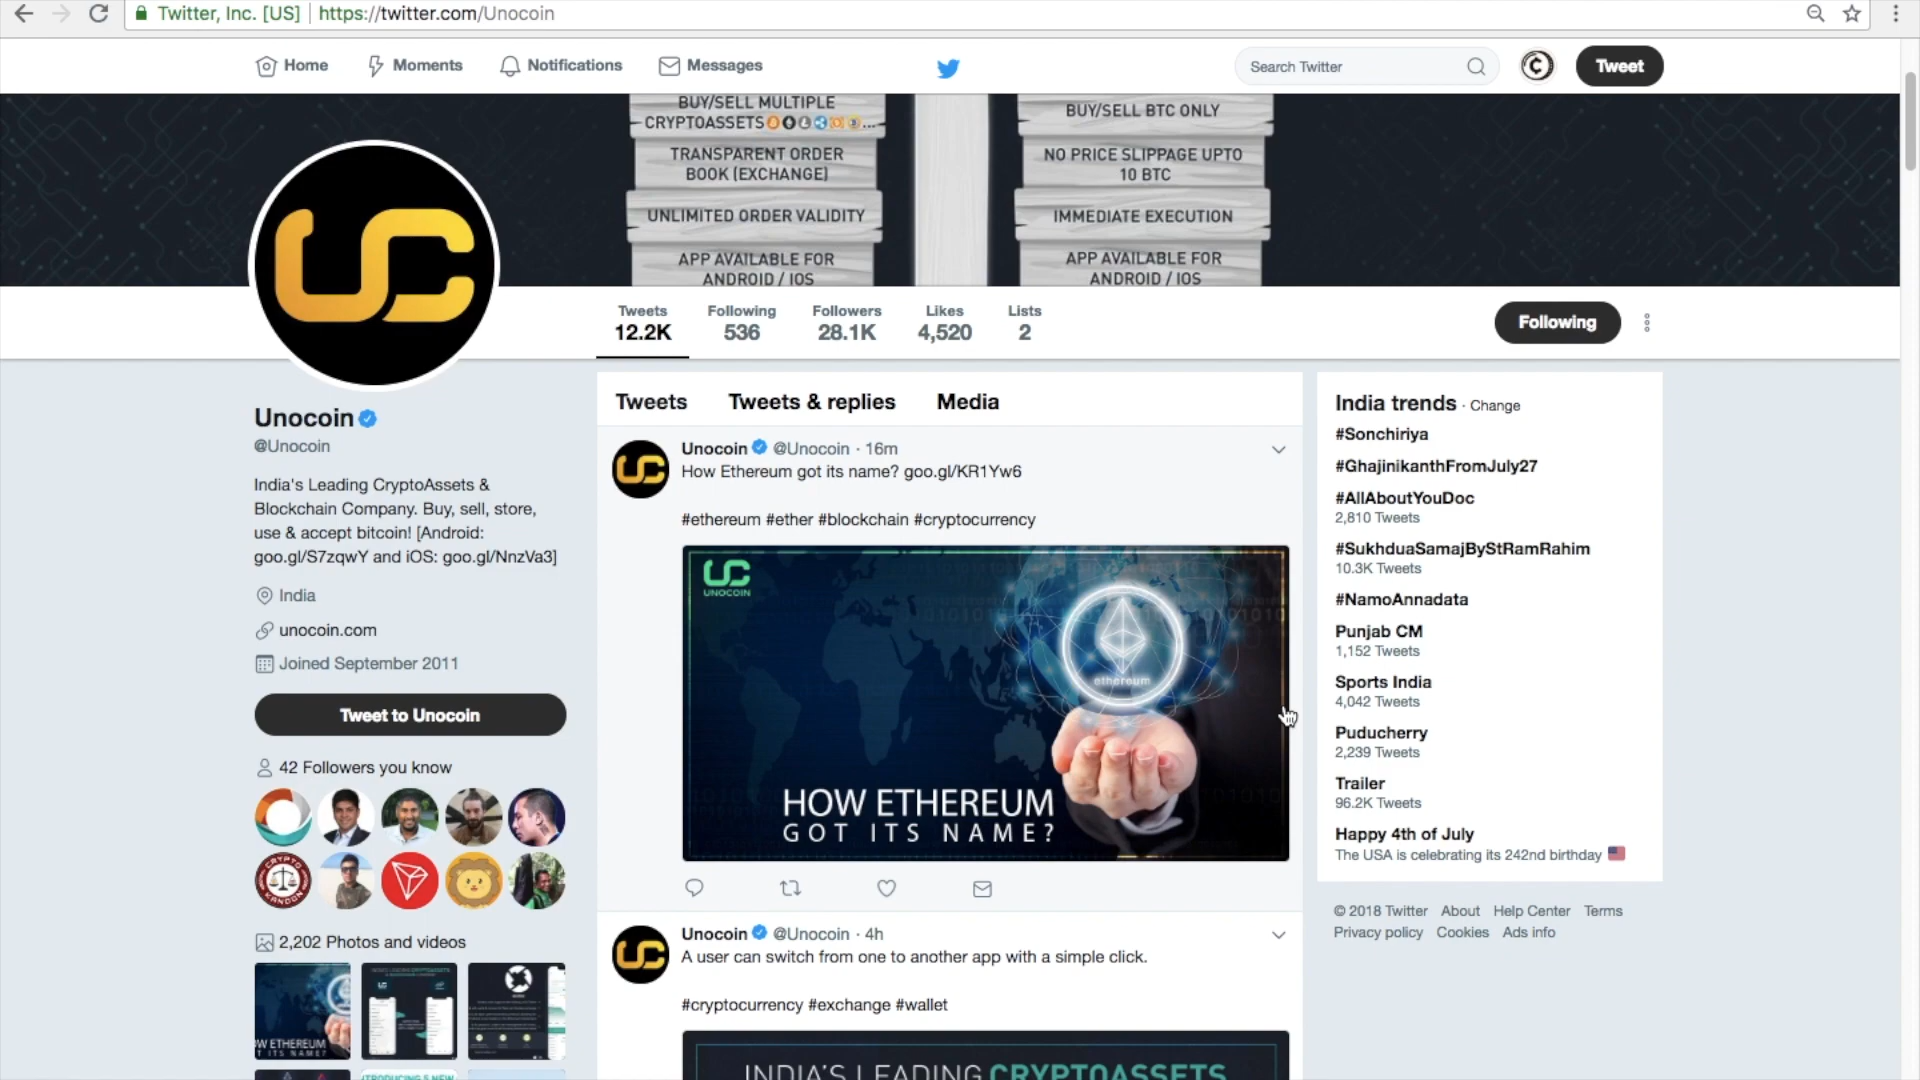 Twitter, Inc. [US] | https://twitter.com/Unocoin
Home
Moments
Notifications
Messages
Search Twitter
Tweet
BUY/SELL MULTIPLE
CRYPTOASSETS ...
TRANSPARENT ORDER
BOOK (EXCHANGE)
UNLIMITED ORDER VALIDITY
APP AVAILABLE FOR
ANDROID / IOS
BUY/SELL BTC ONLY
NO PRICE SLIPPAGE UPTO
10 BTC
IMMEDIATE EXECUTION
APP AVAILABLE FOR
ANDROID / IOS
Tweets
12.2K
Following
536
Followers
28.1K
Likes
4,520
Lists
2
Following
Unocoin
@Unocoin
India's Leading CryptoAssets &
Blockchain Company. Buy, sell, store,
use & accept bitcoin! [Android:
goo.gl/S7zqwY and iOS: goo.gl/NnzVa3]
India
unocoin.com
Joined September 2011
Tweet to Unocoin
42 Followers you know
CRYPTO
KANOON
2,202 Photos and videos
W ETHEREUM
T ITS NAME?
Tweets
Tweets & replies
Media
Unocoin @Unocoin · 16m
How Ethereum got its name? goo.gl/KR1Yw6
#ethereum #ether #blockchain #cryptocurrency
UNOCOIN
ethereum
HOW ETHEREUM
GOT ITS NAME?
Unocoin @Unocoin · 4h
A user can switch from one to another app with a simple click.
#cryptocurrency #exchange #wallet
INDIA'S LEADING CRYPTOASSETS
India trends · Change
#Sonchiriya
#GhajinikanthFromJuly27
#AllAboutYouDoc
2,810 Tweets
#SukhduaSamajByStRamRahim
10.3K Tweets
#NamoAnnadata
Punjab CM
1,152 Tweets
Sports India
4,042 Tweets
Puducherry
2,239 Tweets
Trailer
96.2K Tweets
Happy 4th of July
The USA is celebrating its 242nd birthday
© 2018 Twitter About Help Center Terms
Privacy policy Cookies Ads info